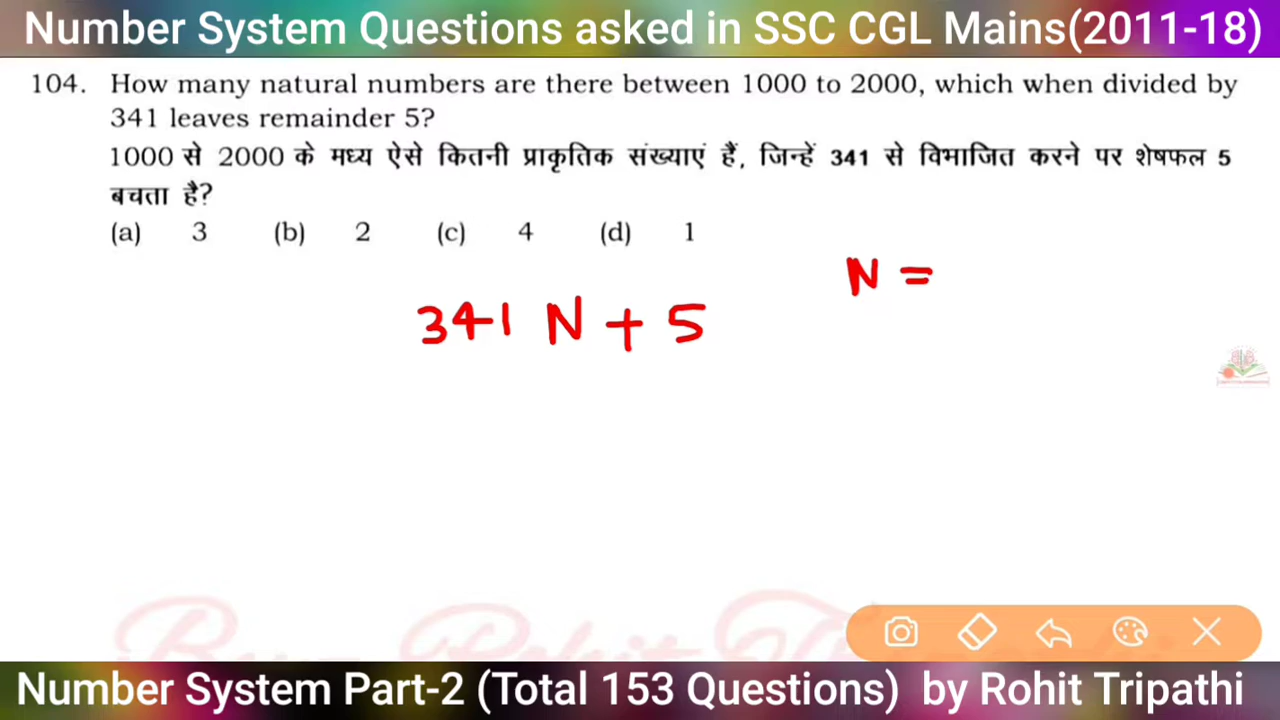 Number System Questions asked in SSC CGL Mains(2011-18)
104. How many natural numbers are there between 1000 to 2000, which when divided by
341 leaves remainder 5?
1000 से 2000 के मध्य ऐसे कितनी प्राकृतिक संख्याएं हैं, जिन्हें 341 से विभाजित करने पर शेषफल 5
बचता है?
(a) 3 (b) 2 (c) 4 (d) 1
N =
341 N + 5
Number System Part-2 (Total 153 Questions) by Rohit Tripathi